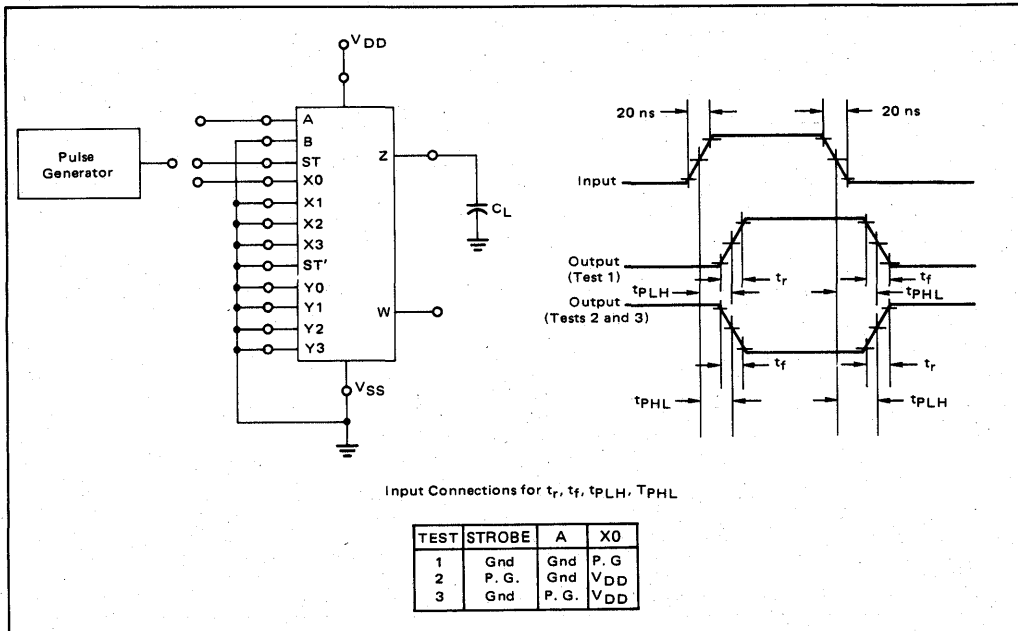 VDD
Pulse
Generator
A
B
ST
X0
X1
X2
X3
ST'
Y0
Y1
Y2
Y3
Z
W
CL
VSS
20 ns
20 ns
Input
Output
(Test 1)
tr
tf
tPLH
tPHL
Output
(Tests 2 and 3)
tf
tr
tPHL
tPLH
Input Connections for tr, tf, tPLH, TPHL
TEST STROBE A X0
1 Gnd Gnd P. G
2 P. G. Gnd VDD
3 Gnd P. G. VDD